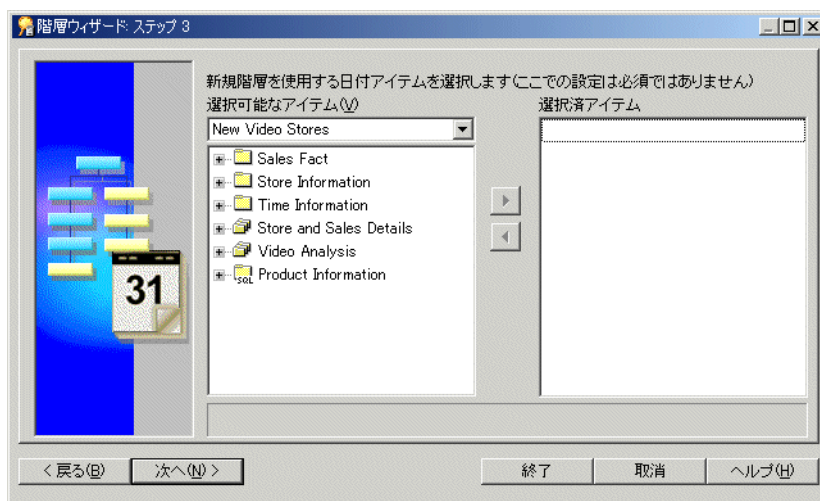 階層ウィザード: ステップ 3
新規階層を使用する日付アイテムを選択します(ここでの設定は必須ではありません)
選択可能なアイテム(V)
選択済アイテム
New Video Stores
Sales Fact
Store Information
Time Information
Store and Sales Details
Video Analysis
SQL
Product Information
31
< 戻る(B)
次へ(N) >
終了
取消
ヘルプ(H)